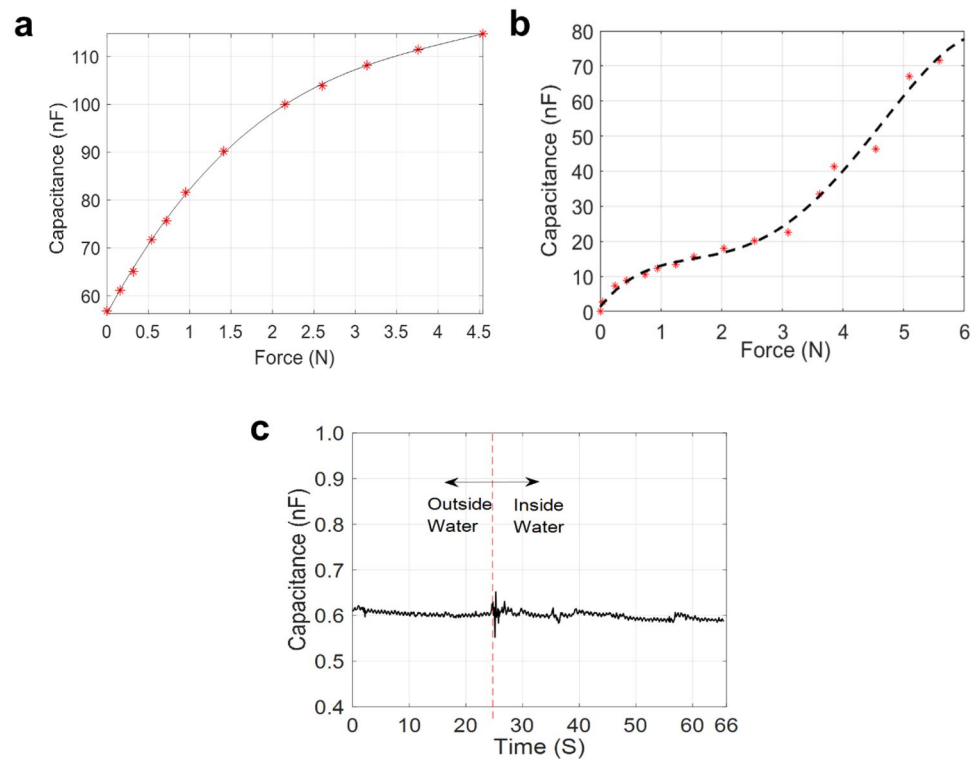 a
Capacitance (nF)
110
100
90
80
70
60
0 0.5 1 1.5 2 2.5 3 3.5 4 4.5
Force (N)
b
Capacitance (nF)
80
70
60
50
40
30
20
10
0
0 1 2 3 4 5 6
Force (N)
c
Capacitance (nF)
1.0
0.9
0.8
0.7
0.6
0.5
0.4
Outside
Water
Inside
Water
0 10 20 30 40 50 60 66
Time (S)